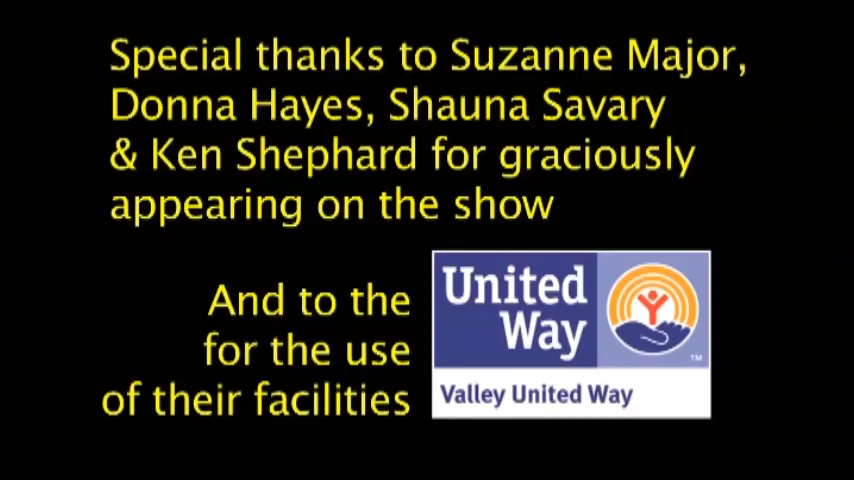 Special thanks to Suzanne Major,
Donna Hayes, Shauna Savary
& Ken Shephard for graciously
appearing on the show
And to the
for the use
of their facilities
United
Way
TM
Valley United Way